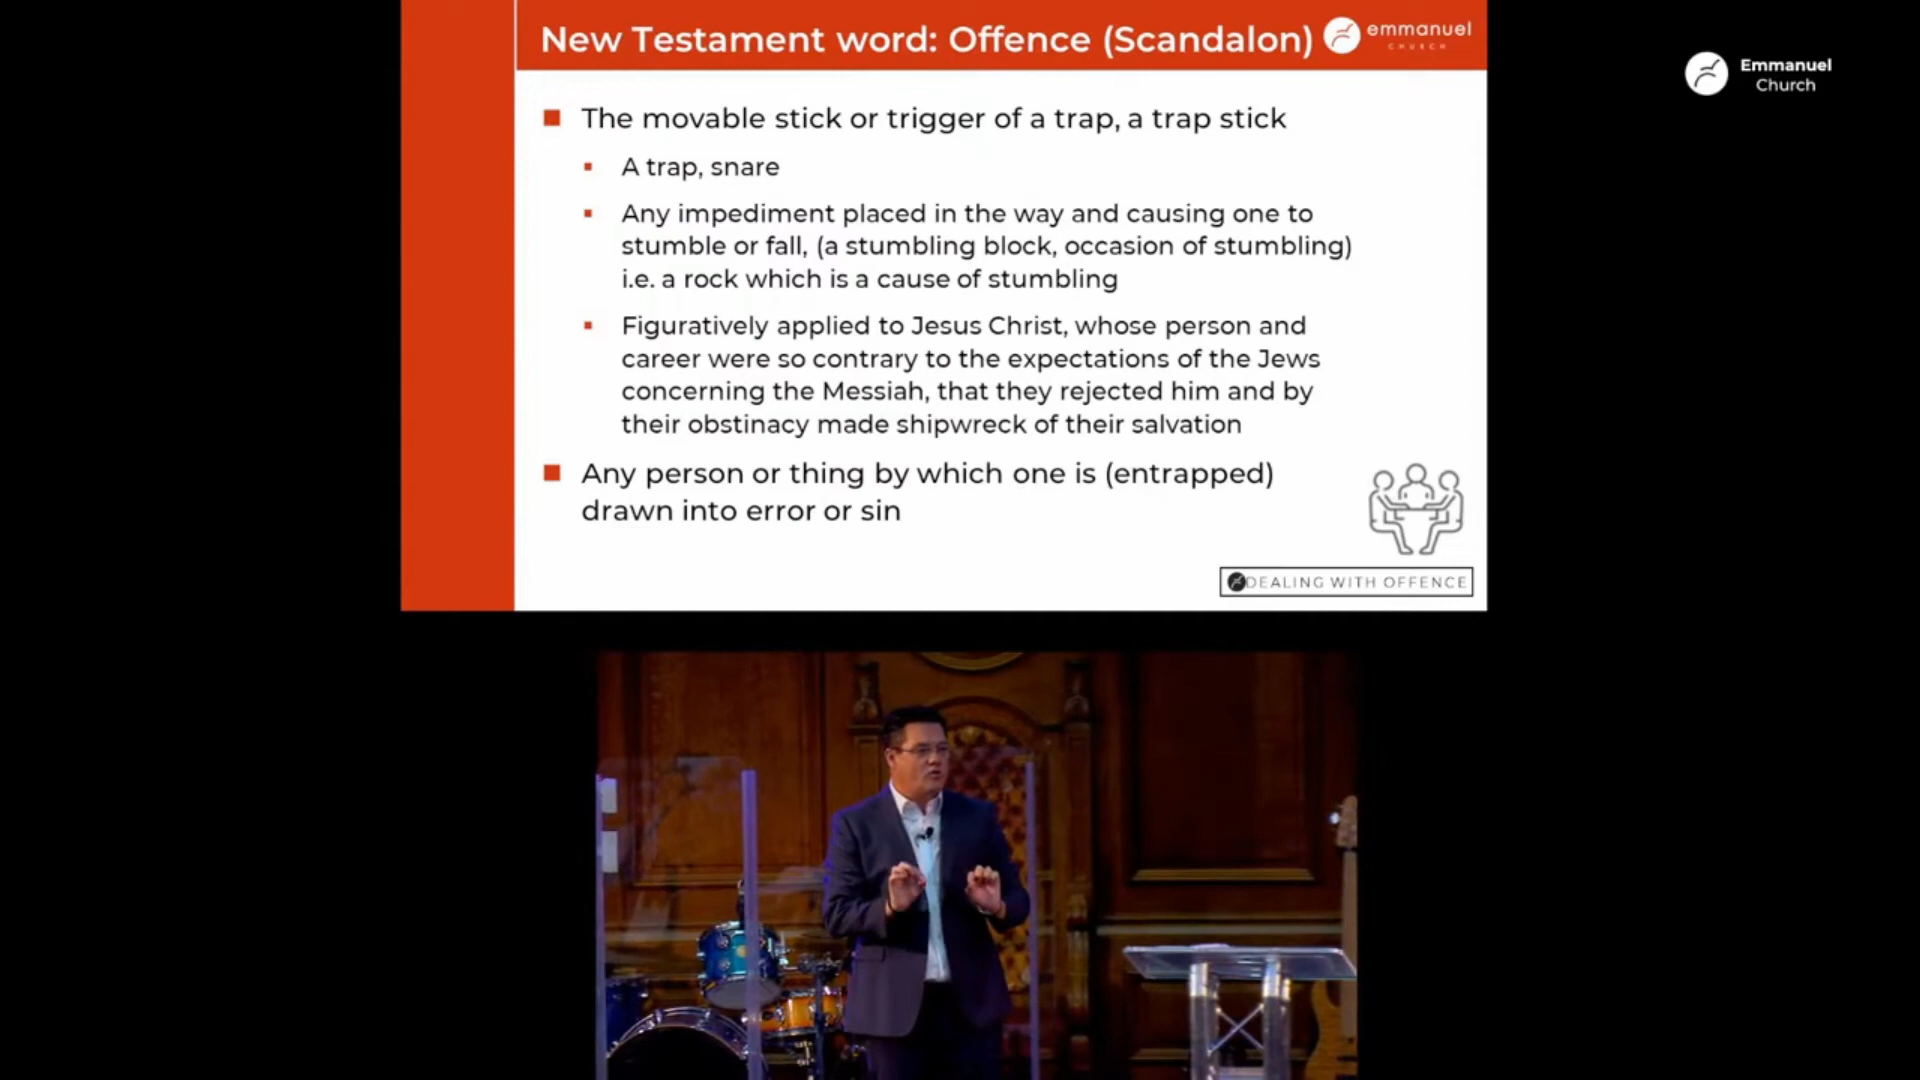 New Testament word: Offence (Scandalon)
emmanuel
CHURCH
Emmanuel
Church
The movable stick or trigger of a trap, a trap stick
A trap, snare
Any impediment placed in the way and causing one to
stumble or fall, (a stumbling block, occasion of stumbling)
i.e. a rock which is a cause of stumbling
Figuratively applied to Jesus Christ, whose person and
career were so contrary to the expectations of the Jews
concerning the Messiah, that they rejected him and by
their obstinacy made shipwreck of their salvation
Any person or thing by which one is (entrapped)
drawn into error or sin
DEALING WITH OFFENCE